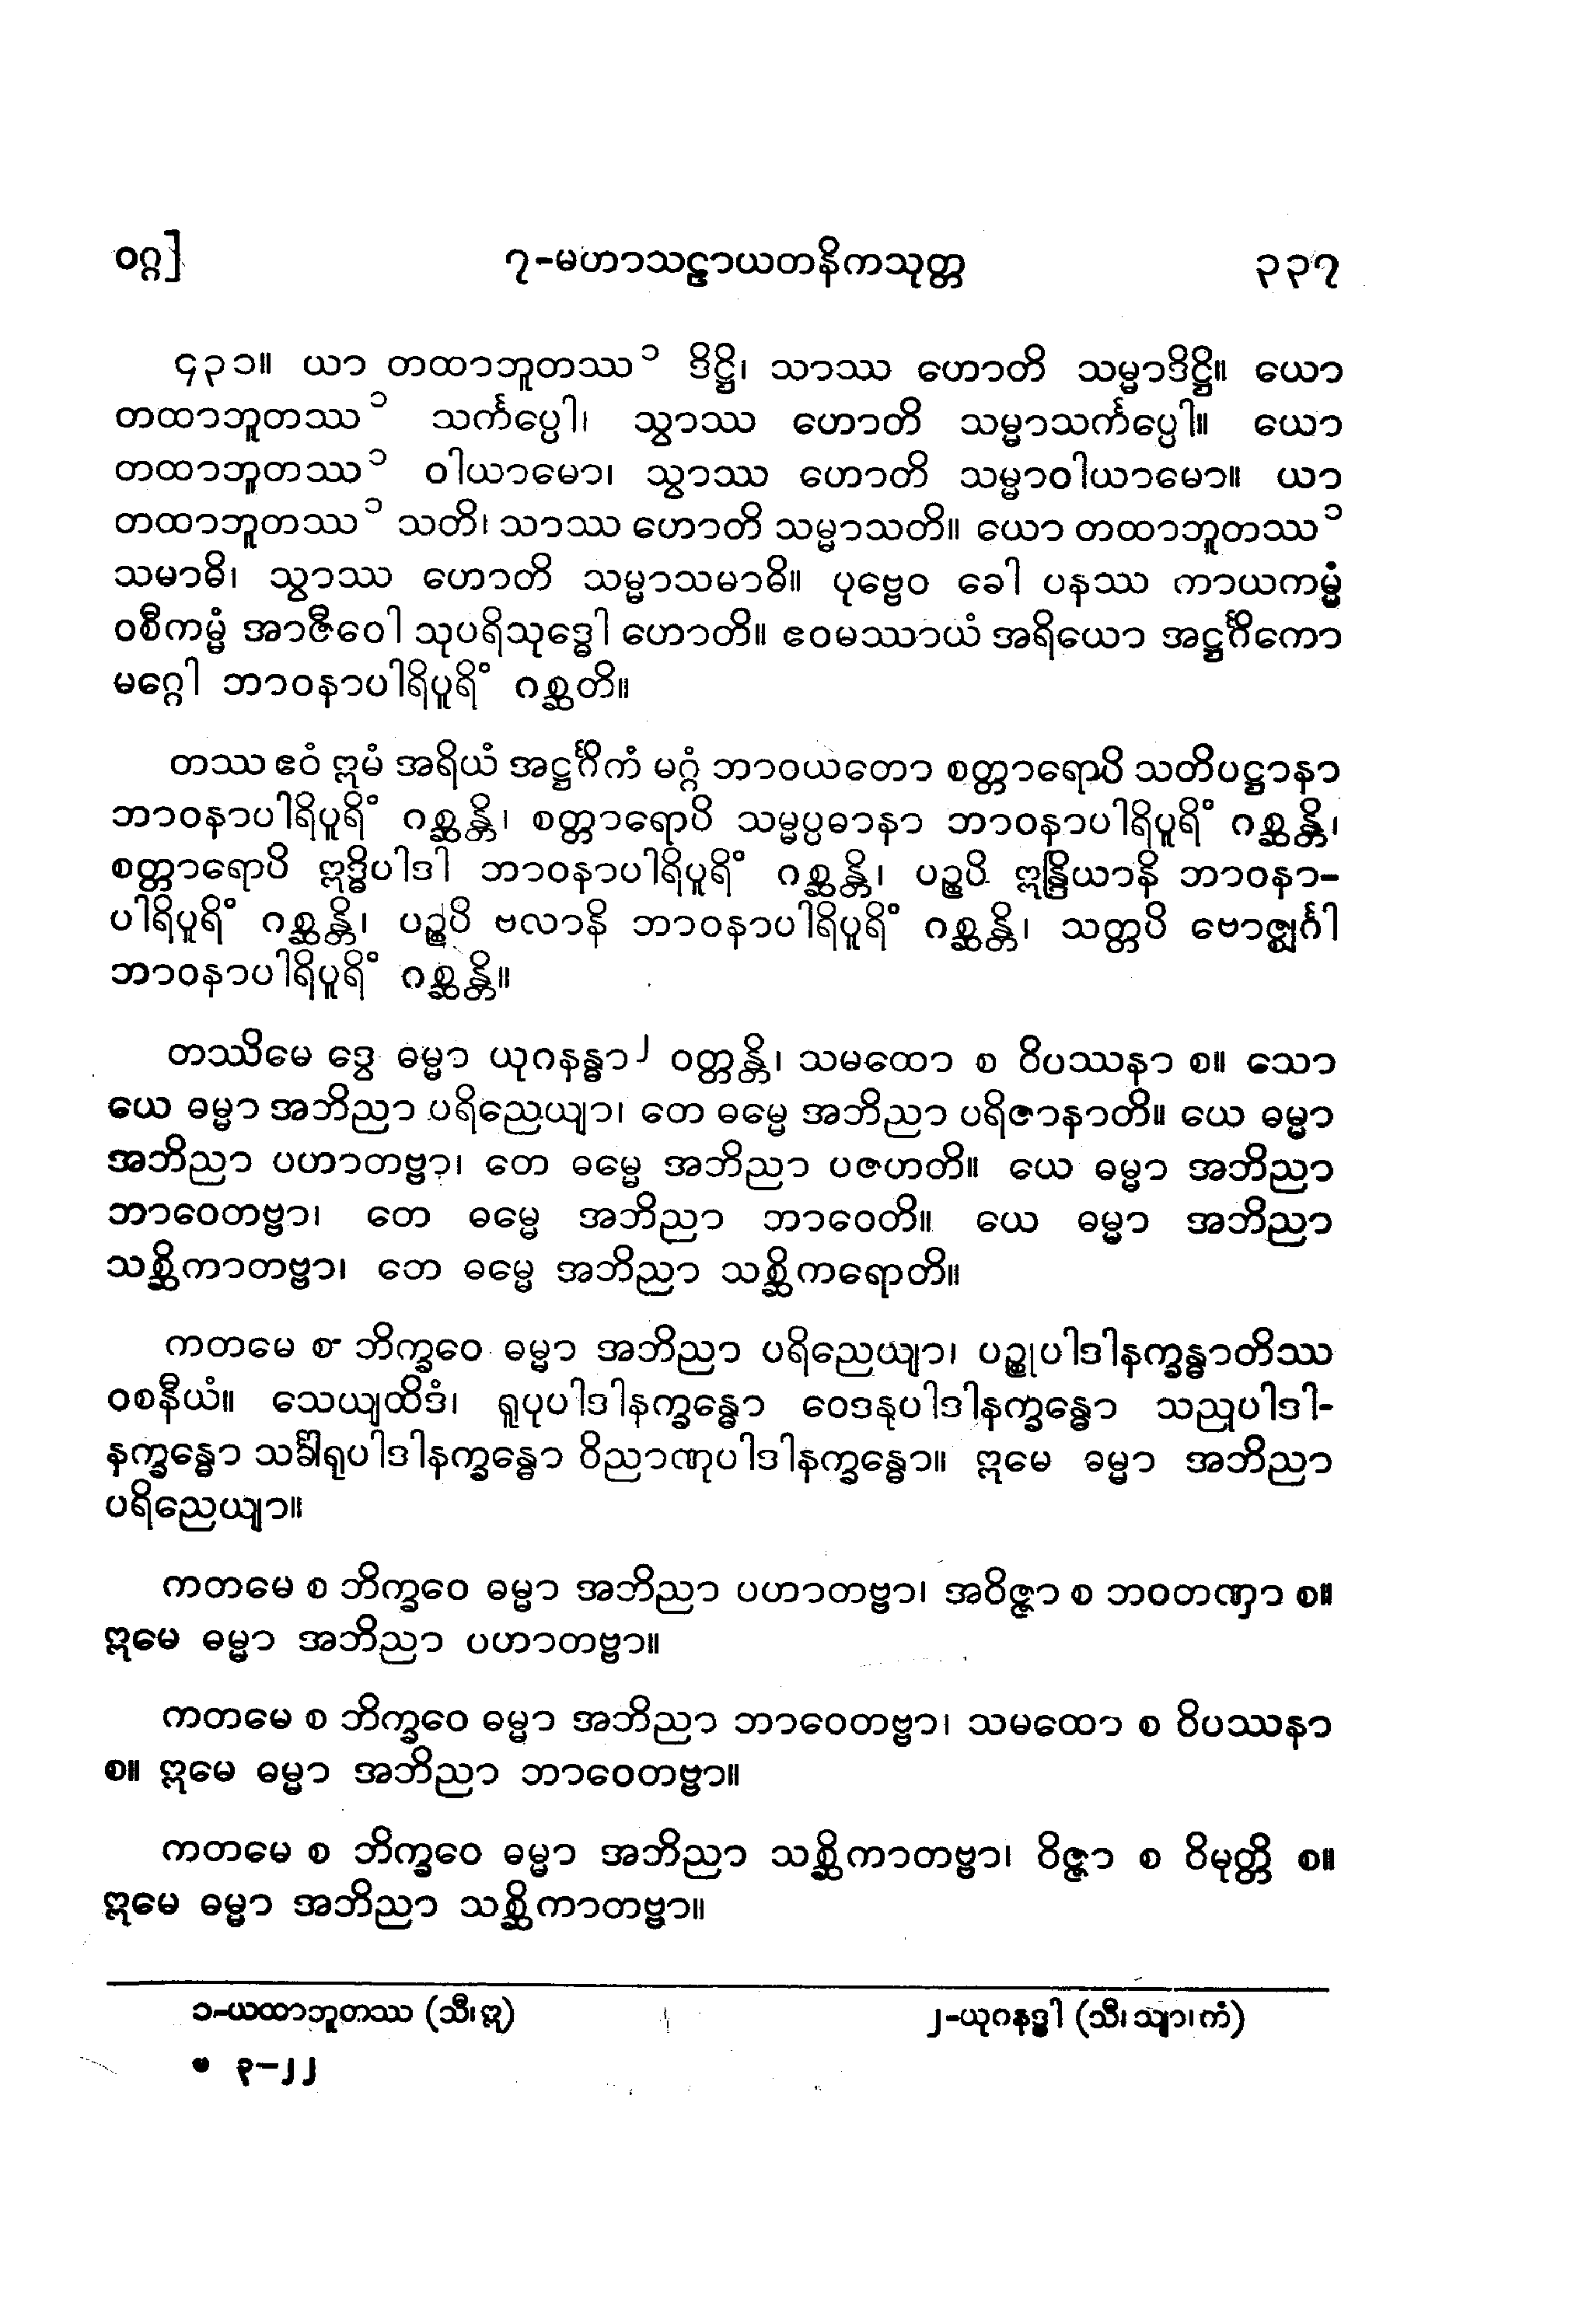 ဝဂ္ဂ]
၇-မဟာသဠာယတနိကသုတ္တ
၃၃၇
၄၃၁။ ယာ တထာဘူတဿ ၁ ဒိဋ္ဌိ၊ သာဿ ဟောတိ သမ္မာဒိဋ္ဌိ။ ယော
တထာဘူတဿ ၁ သင်္ကပ္ပေါ၊ သွာဿ ဟောတိ သမ္မာသင်္ကပ္ပေါ။ ယော
တထာဘူတဿ ၁ ဝါယာမော၊ သွာဿ ဟောတိ သမ္မာဝါယာမော။ ယာ
တထာဘူတဿ ၁ သတိ၊ သာဿ ဟောတိ သမ္မာသတိ။ ယော တထာဘူတဿ ၁
သမာဓိ၊ သွာဿ ဟောတိ သမ္မာသမာဓိ။ ပုဗ္ဗေဝ ခေါ ပနဿ ကာယကမ္မံ
ဝစီကမ္မံ အာဇီဝေါ သုပရိသုဒ္ဓေါ ဟောတိ။ ဧဝမဿာယံ အရိယော အဋ္ဌင်္ဂိကော
မဂ္ဂေါ ဘာဝနာပါရိပူရိံ ဂစ္ဆတိ။
တဿ ဧဝံ ဣမံ အရိယံ အဋ္ဌင်္ဂိကံ မဂ္ဂံ ဘာဝယတော စတ္တာရောပိ သတိပဋ္ဌာနာ
ဘာဝနာပါရိပူရိံ ဂစ္ဆန္တိ၊ စတ္တာရောပိ သမ္မပ္ပဓာနာ ဘာဝနာပါရိပူရိံ ဂစ္ဆန္တိ၊
စတ္တာရောပိ ဣဒ္ဓိပါဒါ ဘာဝနာပါရိပူရိံ ဂစ္ဆန္တိ၊ ပဉ္စပိ ဣန္ဒြိယာနိ ဘာဝနာ-
ပါရိပူရိံ ဂစ္ဆန္တိ၊ ပဉ္စပိ ဗလာနိ ဘာဝနာပါရိပူရိံ ဂစ္ဆန္တိ၊ သတ္တပိ ဗောဇ္ဈင်္ဂါ
ဘာဝနာပါရိပူရိံ ဂစ္ဆန္တိ။
တဿိမေ ဒွေ ဓမ္မာ ယုဂနန္ဓာ ၂ ဝတ္တန္တိ၊ သမထော စ ဝိပဿနာ စ။ သော
ယေ ဓမ္မာ အဘိညာ ပရိညေယျာ၊ တေ ဓမ္မေ အဘိညာ ပရိဇာနာတိ။ ယေ ဓမ္မာ
အဘိညာ ပဟာတဗ္ဗာ၊ တေ ဓမ္မေ အဘိညာ ပဇဟတိ။ ယေ ဓမ္မာ အဘိညာ
ဘာဝေတဗ္ဗာ၊ တေ ဓမ္မေ အဘိညာ ဘာဝေတိ။ ယေ ဓမ္မာ အဘိညာ
သစ္ဆိကာတဗ္ဗာ၊ တေ ဓမ္မေ အဘိညာ သစ္ဆိကရောတိ။
ကတမေ စ ဘိက္ခဝေ ဓမ္မာ အဘိညာ ပရိညေယျာ၊ ပဉ္စုပါဒါနက္ခန္ဓာတိဿ
ဝစနီယံ။ သေယျထိဒံ၊ ရူပုပါဒါနက္ခန္ဓော ဝေဒနုပါဒါနက္ခန္ဓော သညုပါဒါ-
နက္ခန္ဓော သင်္ခါရုပါဒါနက္ခန္ဓော ဝိညာဏုပါဒါနက္ခန္ဓော။ ဣမေ ဓမ္မာ အဘိညာ
ပရိညေယျာ။
ကတမေ စ ဘိက္ခဝေ ဓမ္မာ အဘိညာ ပဟာတဗ္ဗာ၊ အဝိဇ္ဇာ စ ဘဝတဏှာ စ။
ဣမေ ဓမ္မာ အဘိညာ ပဟာတဗ္ဗာ။
ကတမေ စ ဘိက္ခဝေ ဓမ္မာ အဘိညာ ဘာဝေတဗ္ဗာ၊ သမထော စ ဝိပဿနာ
စ။ ဣမေ ဓမ္မာ အဘိညာ ဘာဝေတဗ္ဗာ။
ကတမေ စ ဘိက္ခဝေ ဓမ္မာ အဘိညာ သစ္ဆိကာတဗ္ဗာ၊ ဝိဇ္ဇာ စ ဝိမုတ္တိ စ။
ဣမေ ဓမ္မာ အဘိညာ သစ္ဆိကာတဗ္ဗာ။
၁-ယထာဘူတဿ (သီ၊ ဣ)
၂-ယုဂနဒ္ဓါ (သီ၊ သျာ၊ ကံ)
မ ၃-၂၂